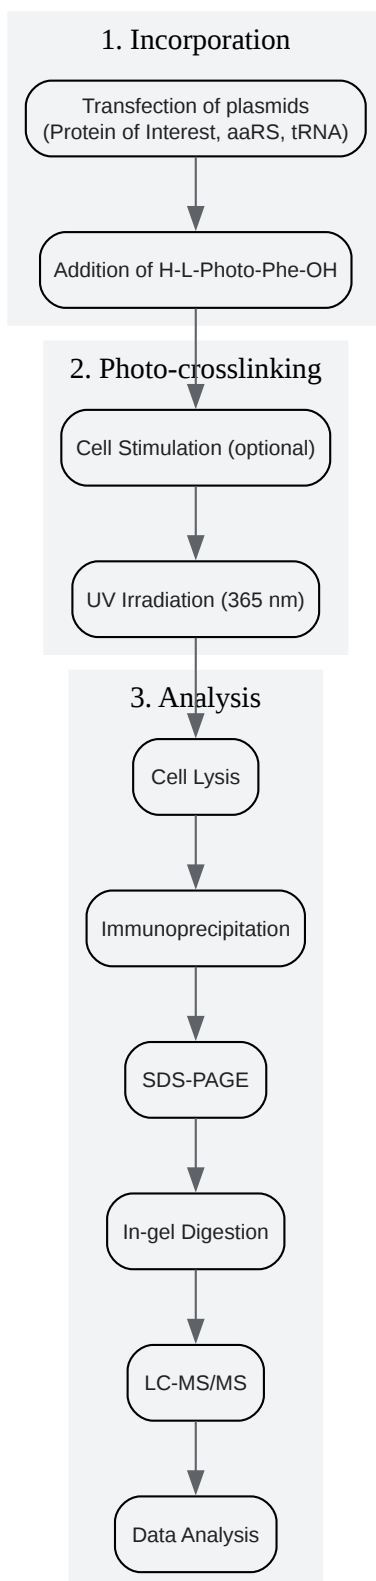 1. Incorporation
Transfection of plasmids
(Protein of Interest, aaRS, tRNA)
Addition of H-L-Photo-Phe-OH
2. Photo-crosslinking
Cell Stimulation (optional)
UV Irradiation (365 nm)
3. Analysis
Cell Lysis
Immunoprecipitation
SDS-PAGE
In-gel Digestion
LC-MS/MS
Data Analysis